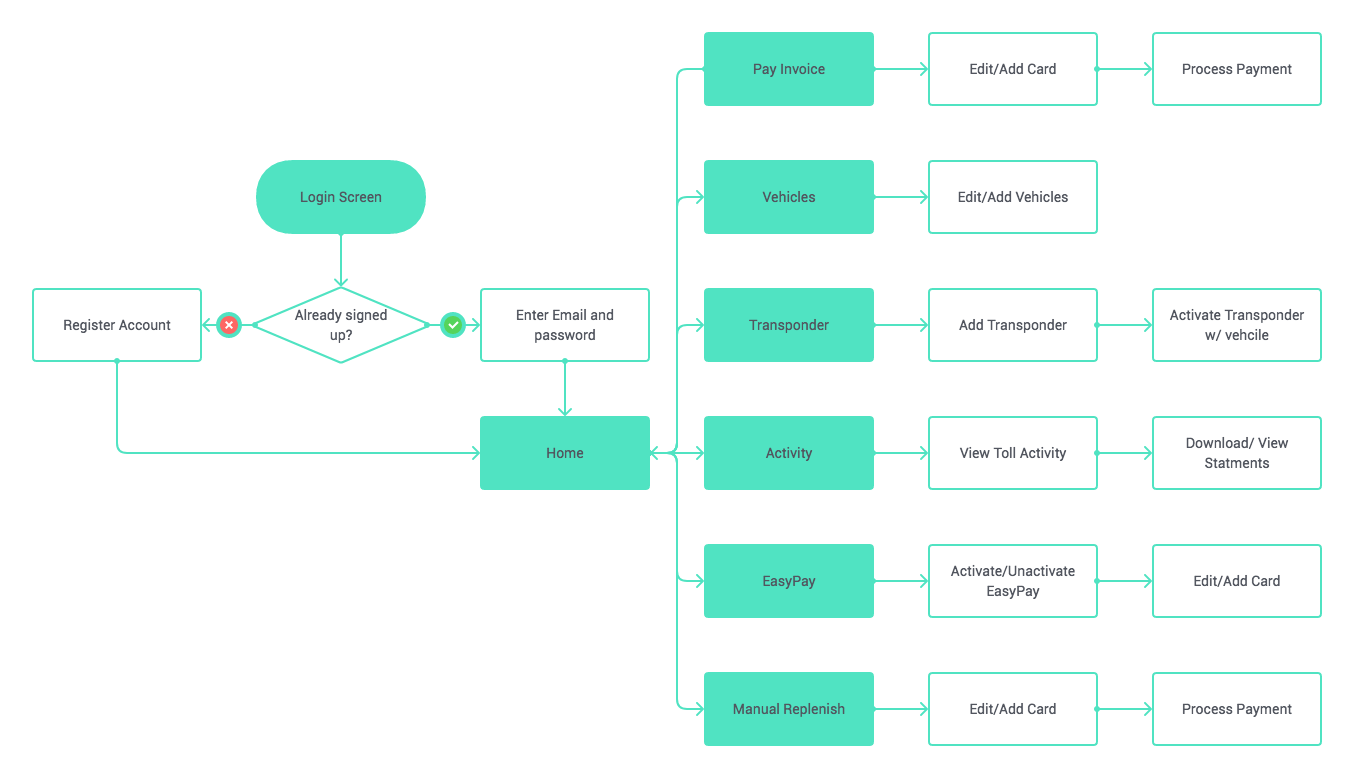 Pay Invoice
Edit/Add Card
Process Payment
Login Screen
Vehicles
Edit/Add Vehicles
Register Account
Already signed
up?
Enter Email and
password
Transponder
Add Transponder
Activate Transponder
w/ vehcile
Home
Activity
View Toll Activity
Download/ View
Statments
EasyPay
Activate/Unactivate
EasyPay
Edit/Add Card
Manual Replenish
Edit/Add Card
Process Payment